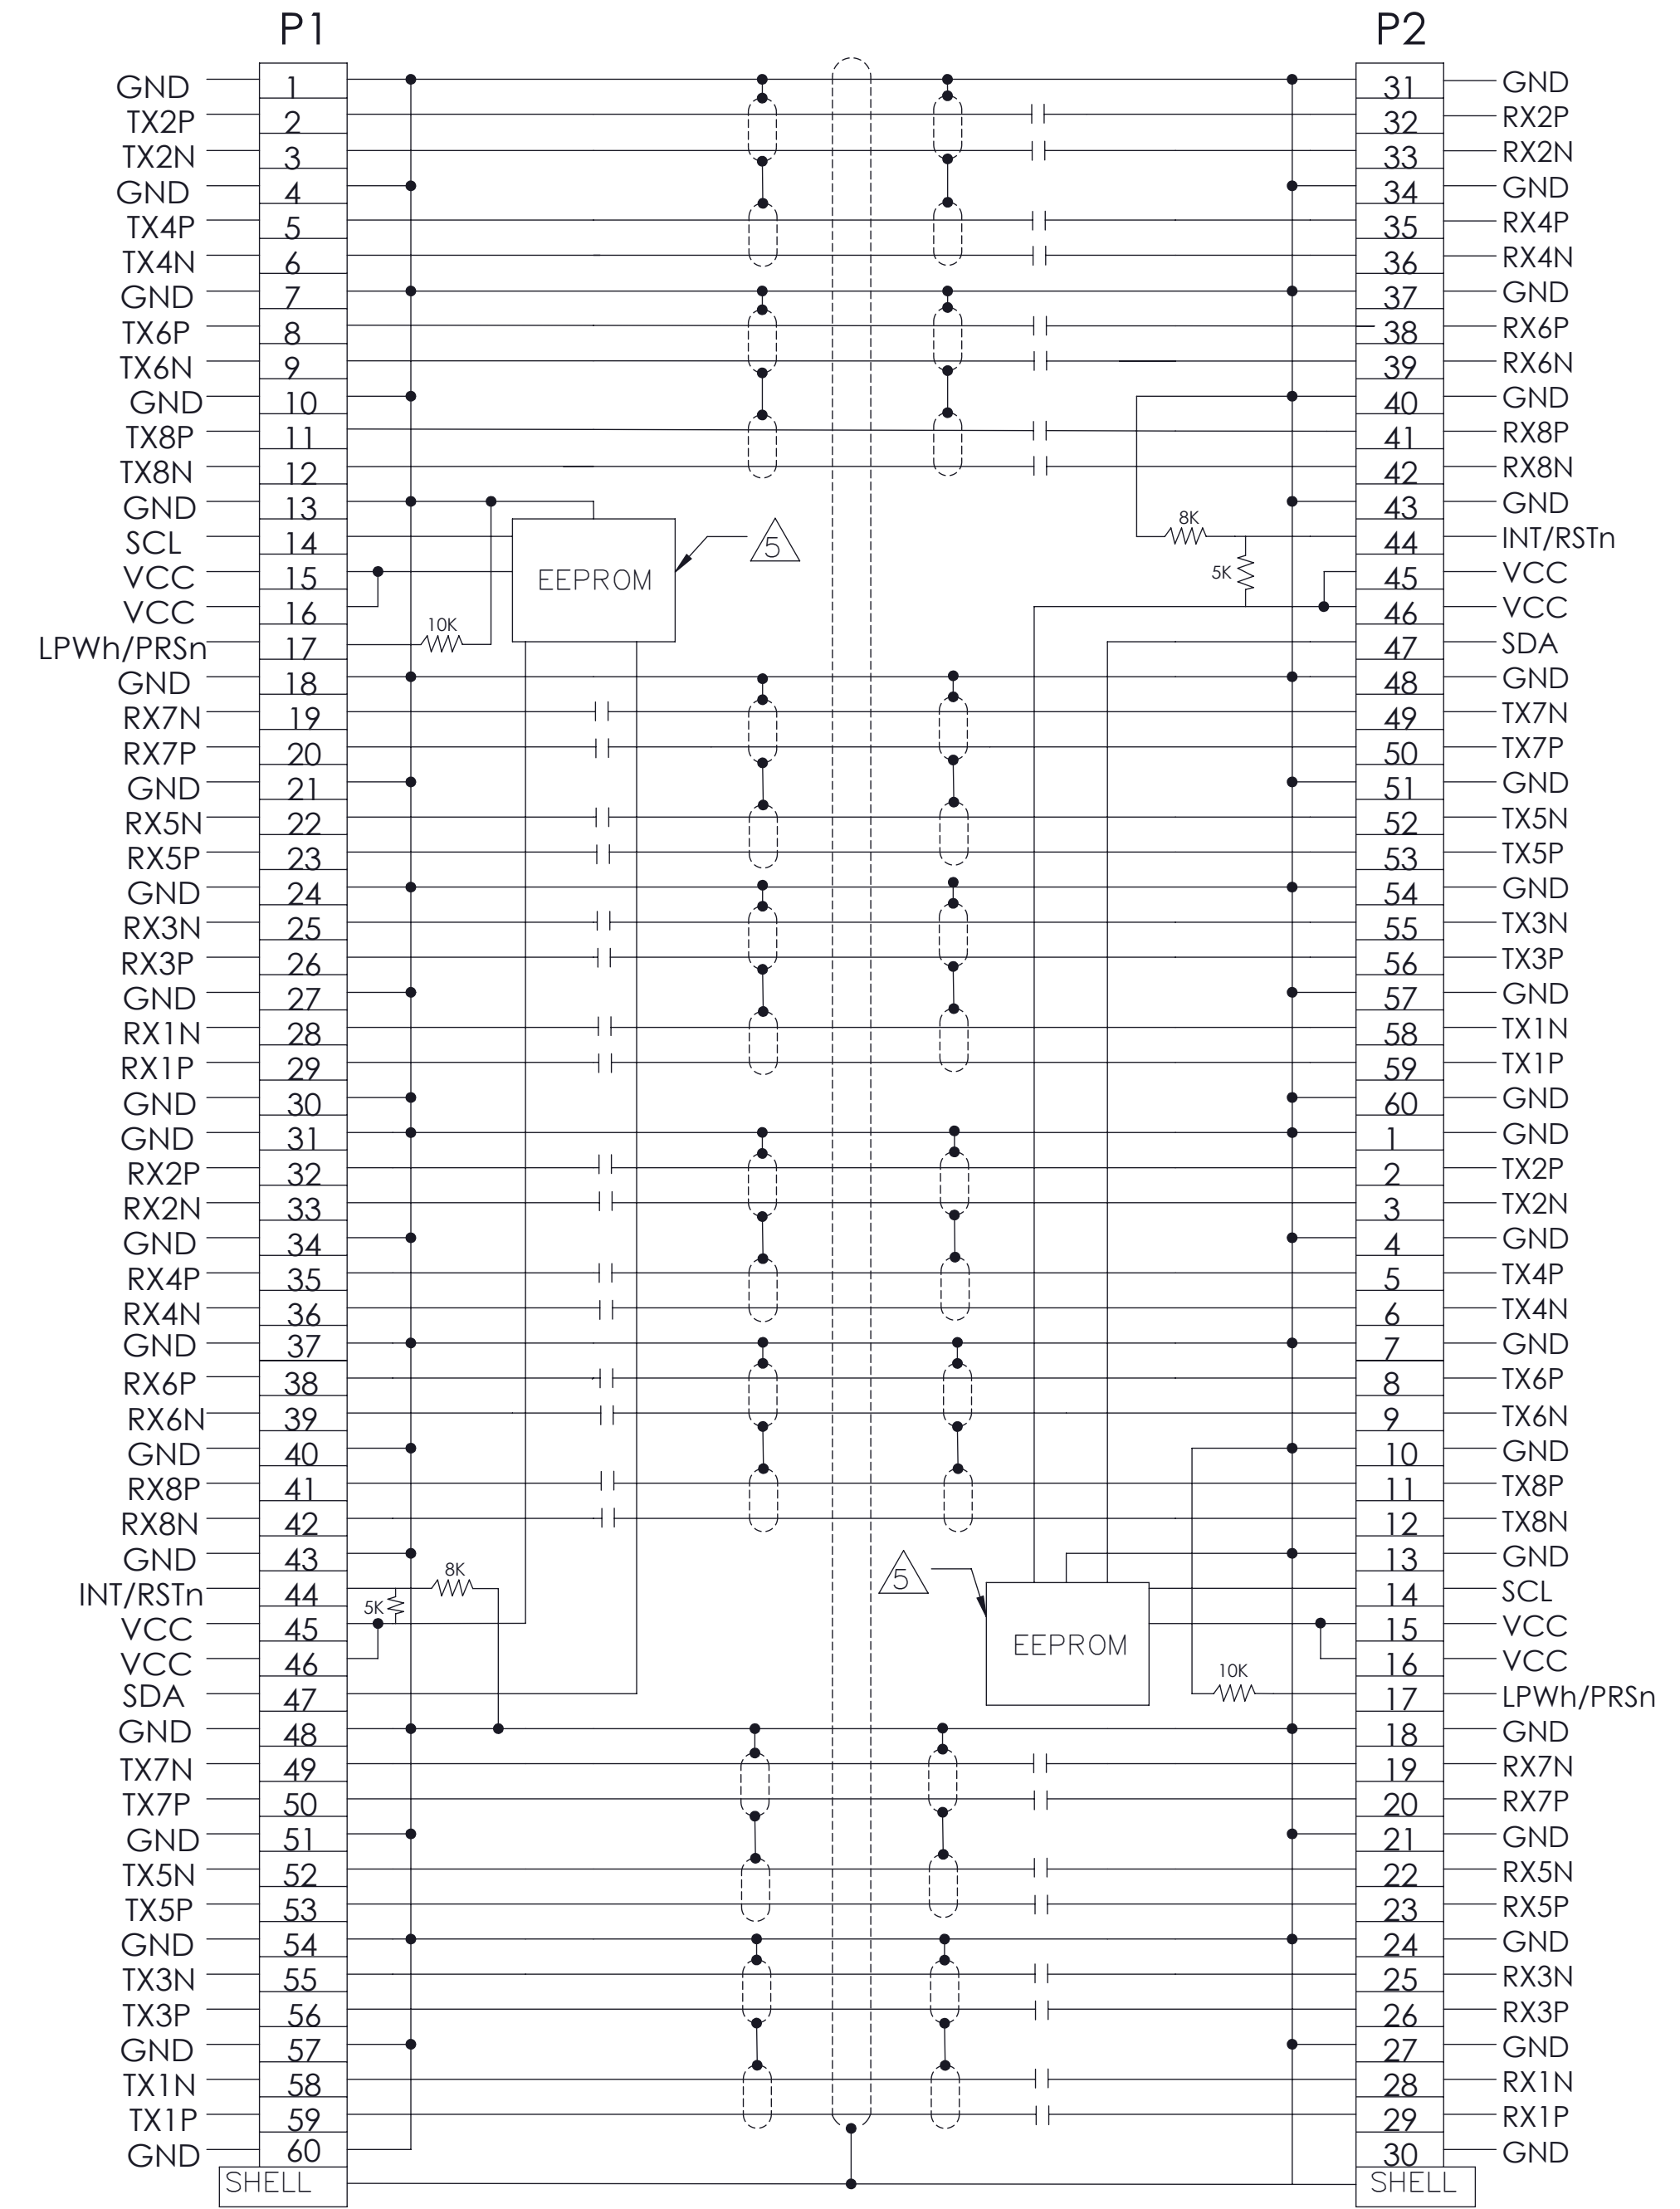 P1 P2
GND 1 31 GND
TX2P 2 32 RX2P
TX2N 3 33 RX2N
GND 4 34 GND
TX4P 5 35 RX4P
TX4N 6 36 RX4N
GND 7 37 GND
TX6P 8 38 RX6P
TX6N 9 39 RX6N
GND 10 40 GND
TX8P 11 41 RX8P
TX8N 12 42 RX8N
GND 13 43 GND
SCL 14 5 8K 44 INT/RSTn
VCC 15 EEPROM 5K 45 VCC
VCC 16 46 VCC
LPWh/PRSn 17 10K 47 SDA
GND 18 48 GND
RX7N 19 49 TX7N
RX7P 20 50 TX7P
GND 21 51 GND
RX5N 22 52 TX5N
RX5P 23 53 TX5P
GND 24 54 GND
RX3N 25 55 TX3N
RX3P 26 56 TX3P
GND 27 57 GND
RX1N 28 58 TX1N
RX1P 29 59 TX1P
GND 30 60 GND
GND 31 1 GND
RX2P 32 2 TX2P
RX2N 33 3 TX2N
GND 34 4 GND
RX4P 35 5 TX4P
RX4N 36 6 TX4N
GND 37 7 GND
RX6P 38 8 TX6P
RX6N 39 9 TX6N
GND 40 10 GND
RX8P 41 11 TX8P
RX8N 42 12 TX8N
GND 43 13 GND
INT/RSTn 44 8K 5 14 SCL
VCC 45 5K EEPROM 15 VCC
VCC 46 16 VCC
SDA 47 10K 17 LPWh/PRSn
GND 48 18 GND
TX7N 49 19 RX7N
TX7P 50 20 RX7P
GND 51 21 GND
TX5N 52 22 RX5N
TX5P 53 23 RX5P
GND 54 24 GND
TX3N 55 25 RX3N
TX3P 56 26 RX3P
GND 57 27 GND
TX1N 58 28 RX1N
TX1P 59 29 RX1P
GND 60 30 GND
SHELL SHELL